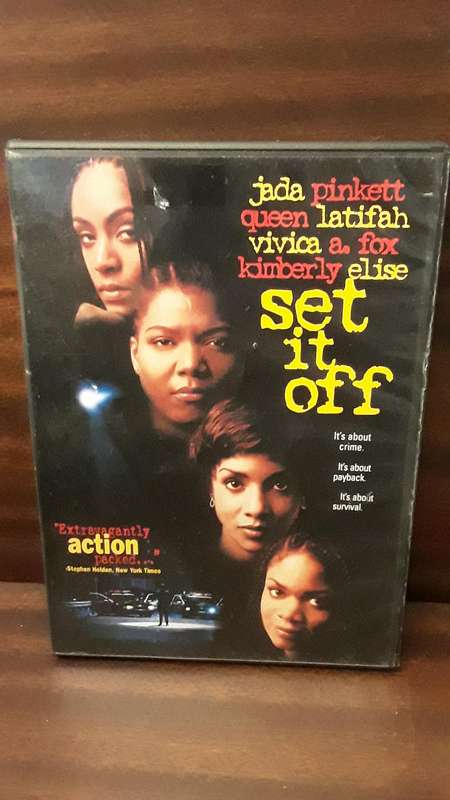 jada pinkett
queen latifah
vivica a. fox
kimberly elise
set
it
off
It's about
crime.
It's about
payback.
It's about
survival.
"Extravagantly
action
packed..."
-Stephen Holden, New York Times